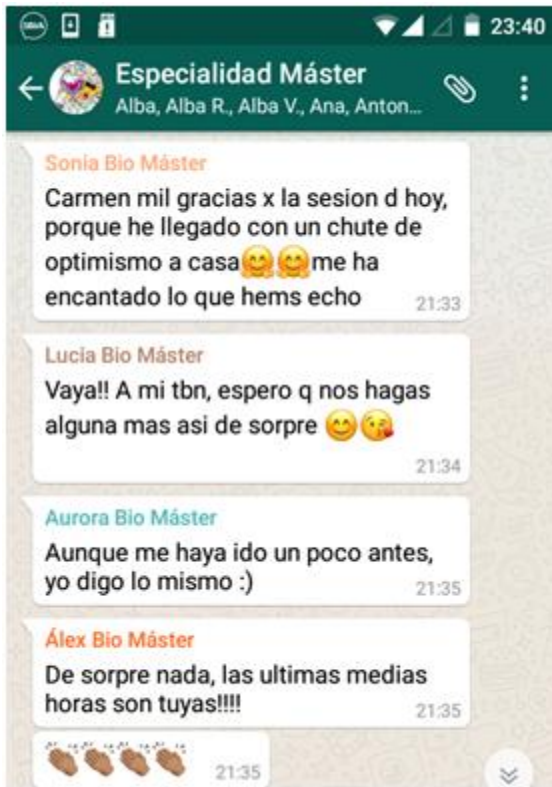 BBVA
23:40
Especialidad Máster
Alba, Alba R., Alba V., Ana, Anton...
Sonia Bio Máster
Carmen mil gracias x la sesion d hoy,
porque he llegado con un chute de
optimismo a casa🤗🤗me ha
encantado lo que hems echo
21:33
Lucía Bio Máster
Vaya!! A mi tbn, espero q nos hagas
alguna mas asi de sorpre 😊😘
21:34
Aurora Bio Máster
Aunque me haya ido un poco antes,
yo digo lo mismo :)
21:35
Álex Bio Máster
De sorpre nada, las ultimas medias
horas son tuyas!!!!
21:35
👏🏽👏🏽👏🏽👏🏽 21:35